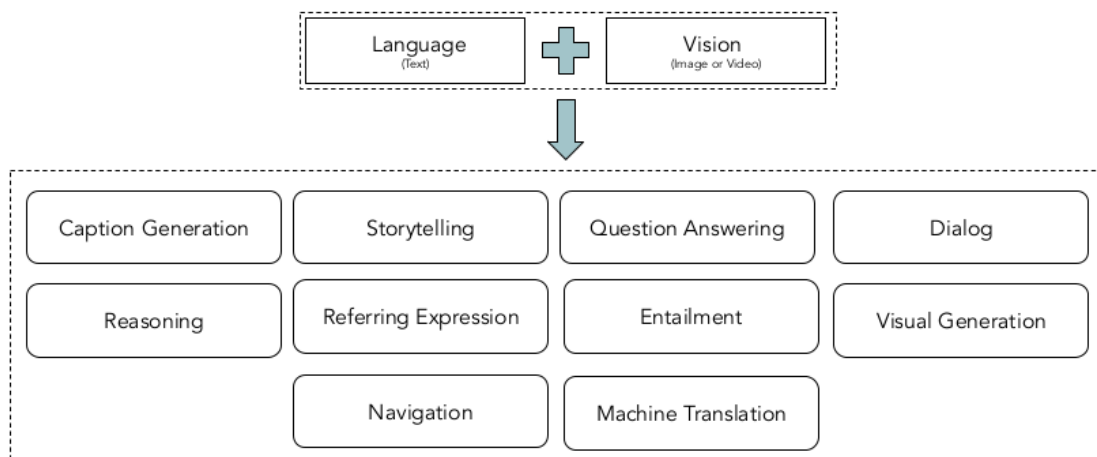 Language
(Text)
Vision
(Image or Video)
Caption Generation
Storytelling
Question Answering
Dialog
Reasoning
Referring Expression
Entailment
Visual Generation
Navigation
Machine Translation